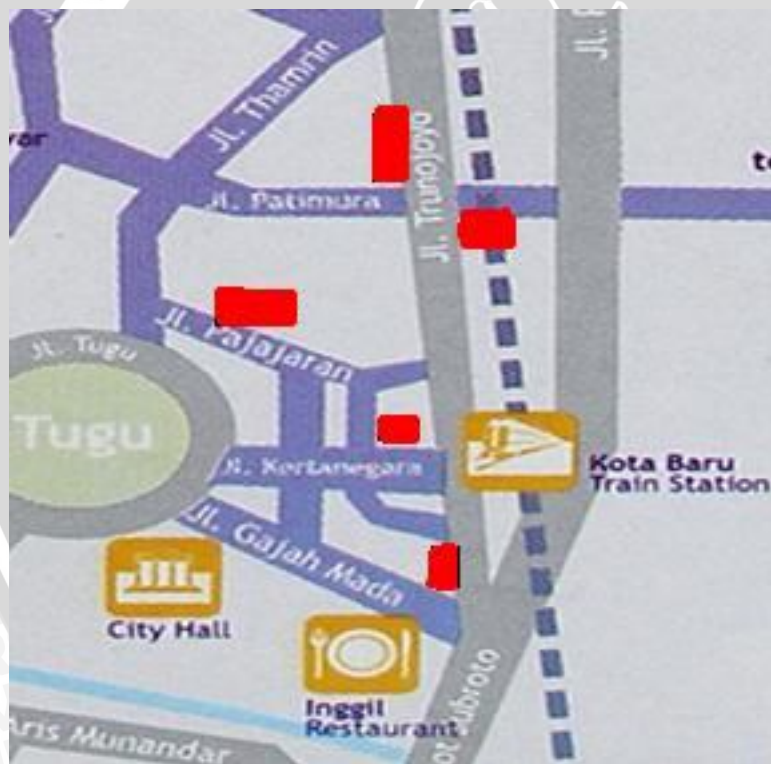 Jl. Thamrin
Jl. Trunojoyo
Jl. Patimura
Jl. Pajajaran
Jl. Tugu
Tugu
Jl. Kertanegara
Kota Baru
Train Station
Jl. Gajah Mada
City Hall
Inggil
Restaurant
Aris Munandar